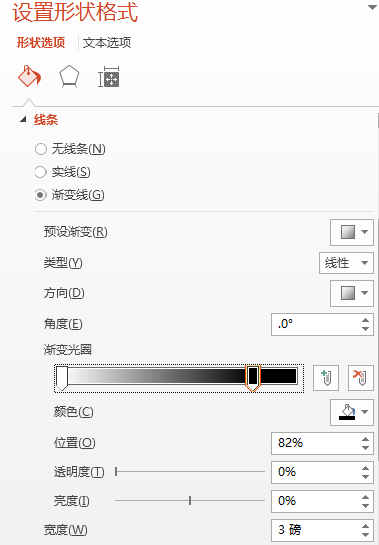 设置形状格式
形状选项 文本选项
线条
无线条(N)
实线(S)
渐变线(G)
预设渐变(R)
类型(Y) 线性
方向(D)
角度(E) .0°
渐变光圈
颜色(C)
位置(O) 82%
透明度(T) 0%
亮度(I) 0%
宽度(W) 3 磅